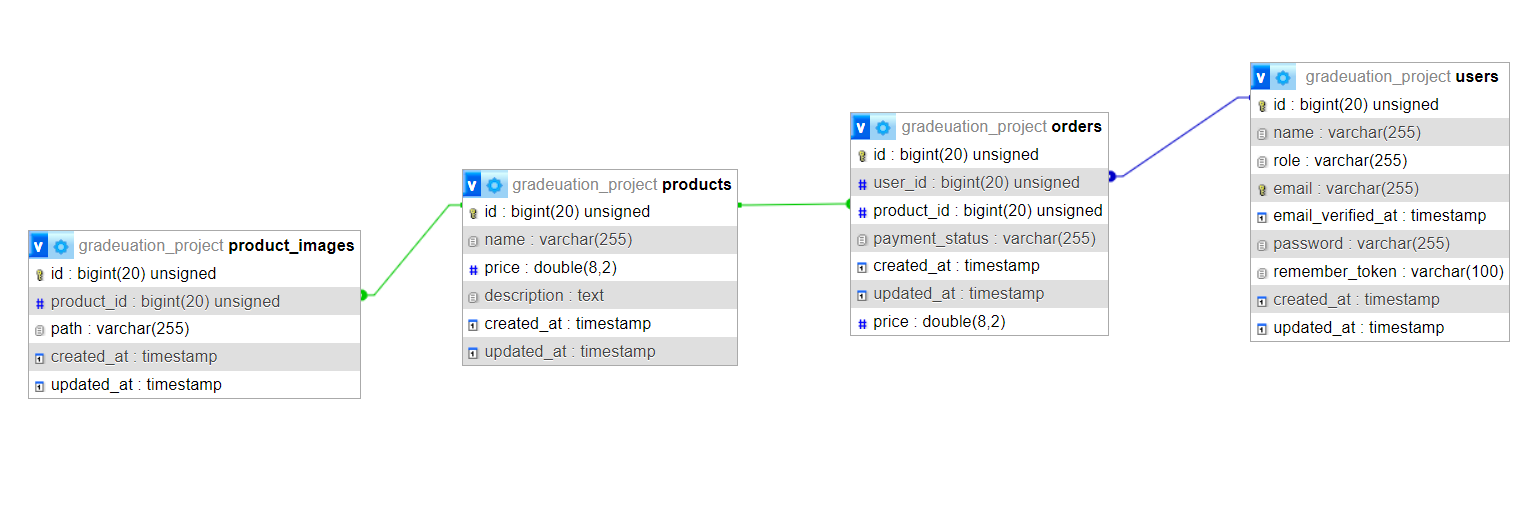 v gradeuation_project product_images
id : bigint(20) unsigned
product_id : bigint(20) unsigned
path : varchar(255)
created_at : timestamp
updated_at : timestamp
v gradeuation_project products
id : bigint(20) unsigned
name : varchar(255)
price : double(8,2)
description : text
created_at : timestamp
updated_at : timestamp
v gradeuation_project orders
id : bigint(20) unsigned
user_id : bigint(20) unsigned
product_id : bigint(20) unsigned
payment_status : varchar(255)
created_at : timestamp
updated_at : timestamp
price : double(8,2)
v gradeuation_project users
id : bigint(20) unsigned
name : varchar(255)
role : varchar(255)
email : varchar(255)
email_verified_at : timestamp
password : varchar(255)
remember_token : varchar(100)
created_at : timestamp
updated_at : timestamp